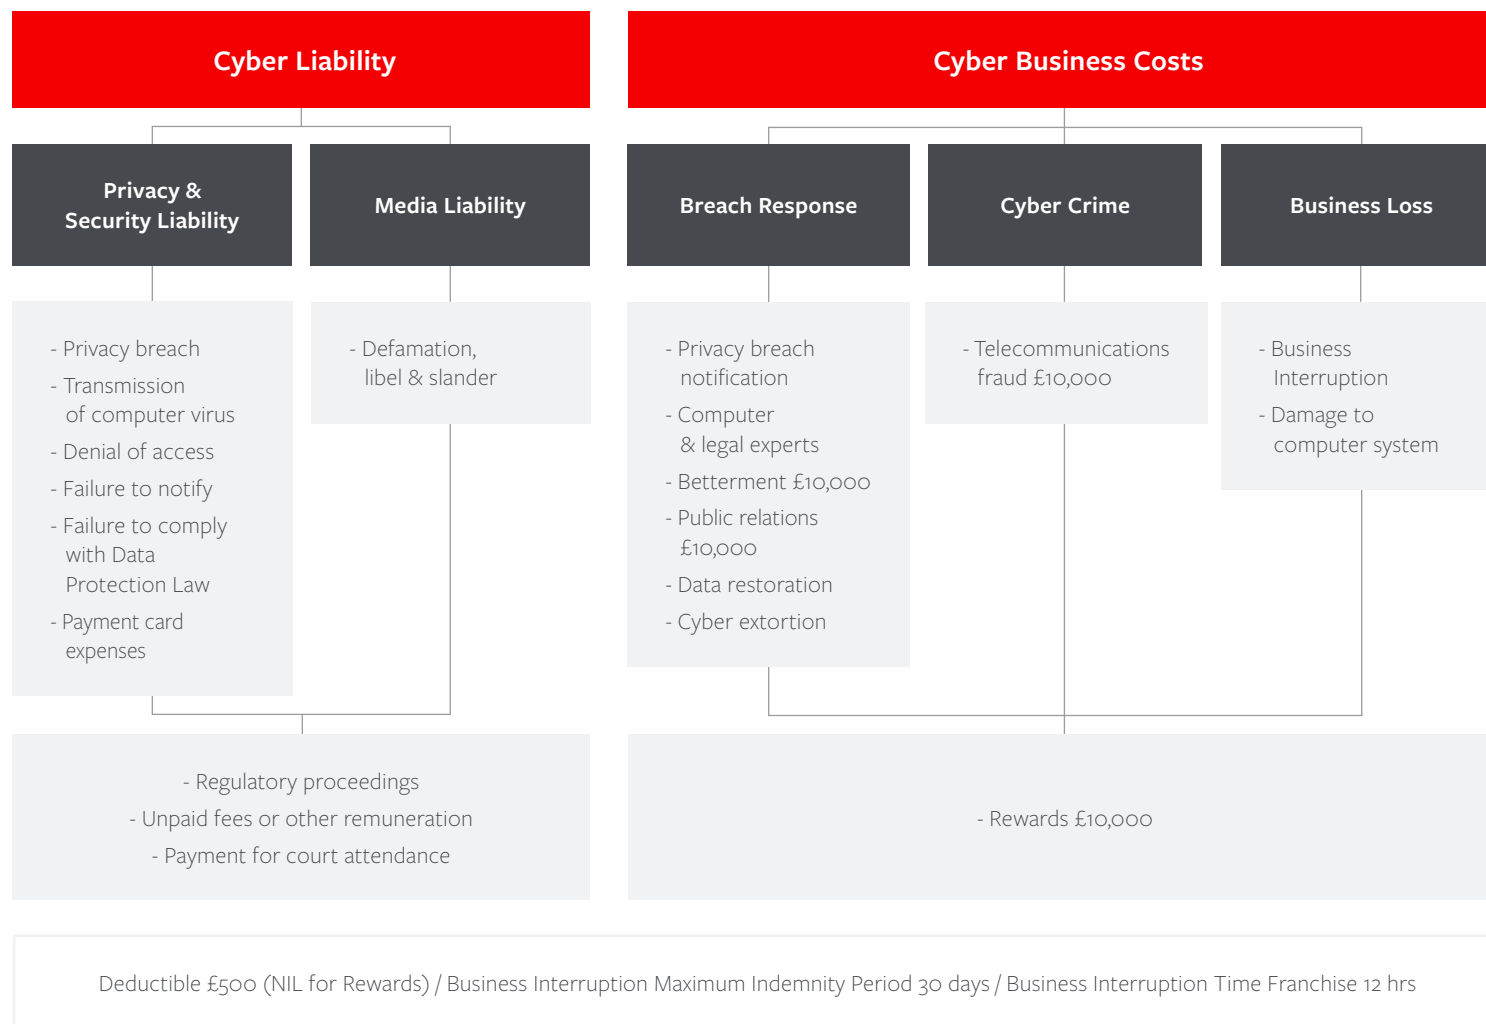 Cyber Liability
Cyber Business Costs
Privacy &
Security Liability
Media Liability
Breach Response
Cyber Crime
Business Loss
- Privacy breach
- Transmission
of computer virus
- Denial of access
- Failure to notify
- Failure to comply
with Data
Protection Law
- Payment card
expenses
- Defamation,
libel & slander
- Privacy breach
notification
- Computer
& legal experts
- Betterment £10,000
- Public relations
£10,000
- Data restoration
- Cyber extortion
- Telecommunications
fraud £10,000
- Business
Interruption
- Damage to
computer system
- Regulatory proceedings
- Unpaid fees or other remuneration
- Payment for court attendance
- Rewards £10,000
Deductible £500 (NIL for Rewards) / Business Interruption Maximum Indemnity Period 30 days / Business Interruption Time Franchise 12 hrs